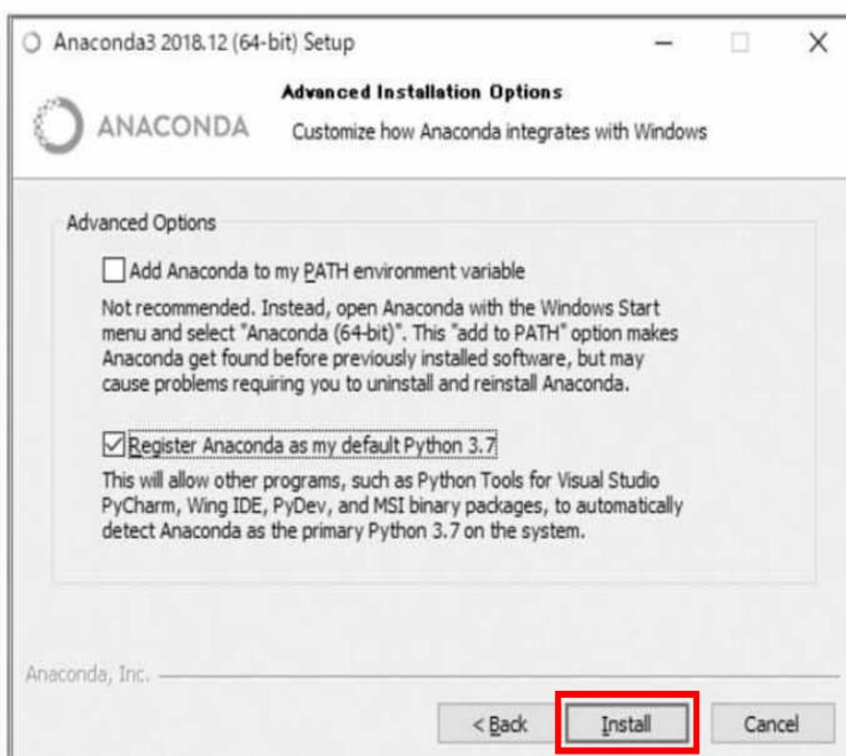 Anaconda3 2018.12 (64-bit) Setup
Advanced Installation Options
ANACONDA
Customize how Anaconda integrates with Windows
Advanced Options
Add Anaconda to my PATH environment variable
Not recommended. Instead, open Anaconda with the Windows Start
menu and select "Anaconda (64-bit)". This "add to PATH" option makes
Anaconda get found before previously installed software, but may
cause problems requiring you to uninstall and reinstall Anaconda.
Register Anaconda as my default Python 3.7
This will allow other programs, such as Python Tools for Visual Studio
PyCharm, Wing IDE, PyDev, and MSI binary packages, to automatically
detect Anaconda as the primary Python 3.7 on the system.
Anaconda, Inc.
< Back
Install
Cancel